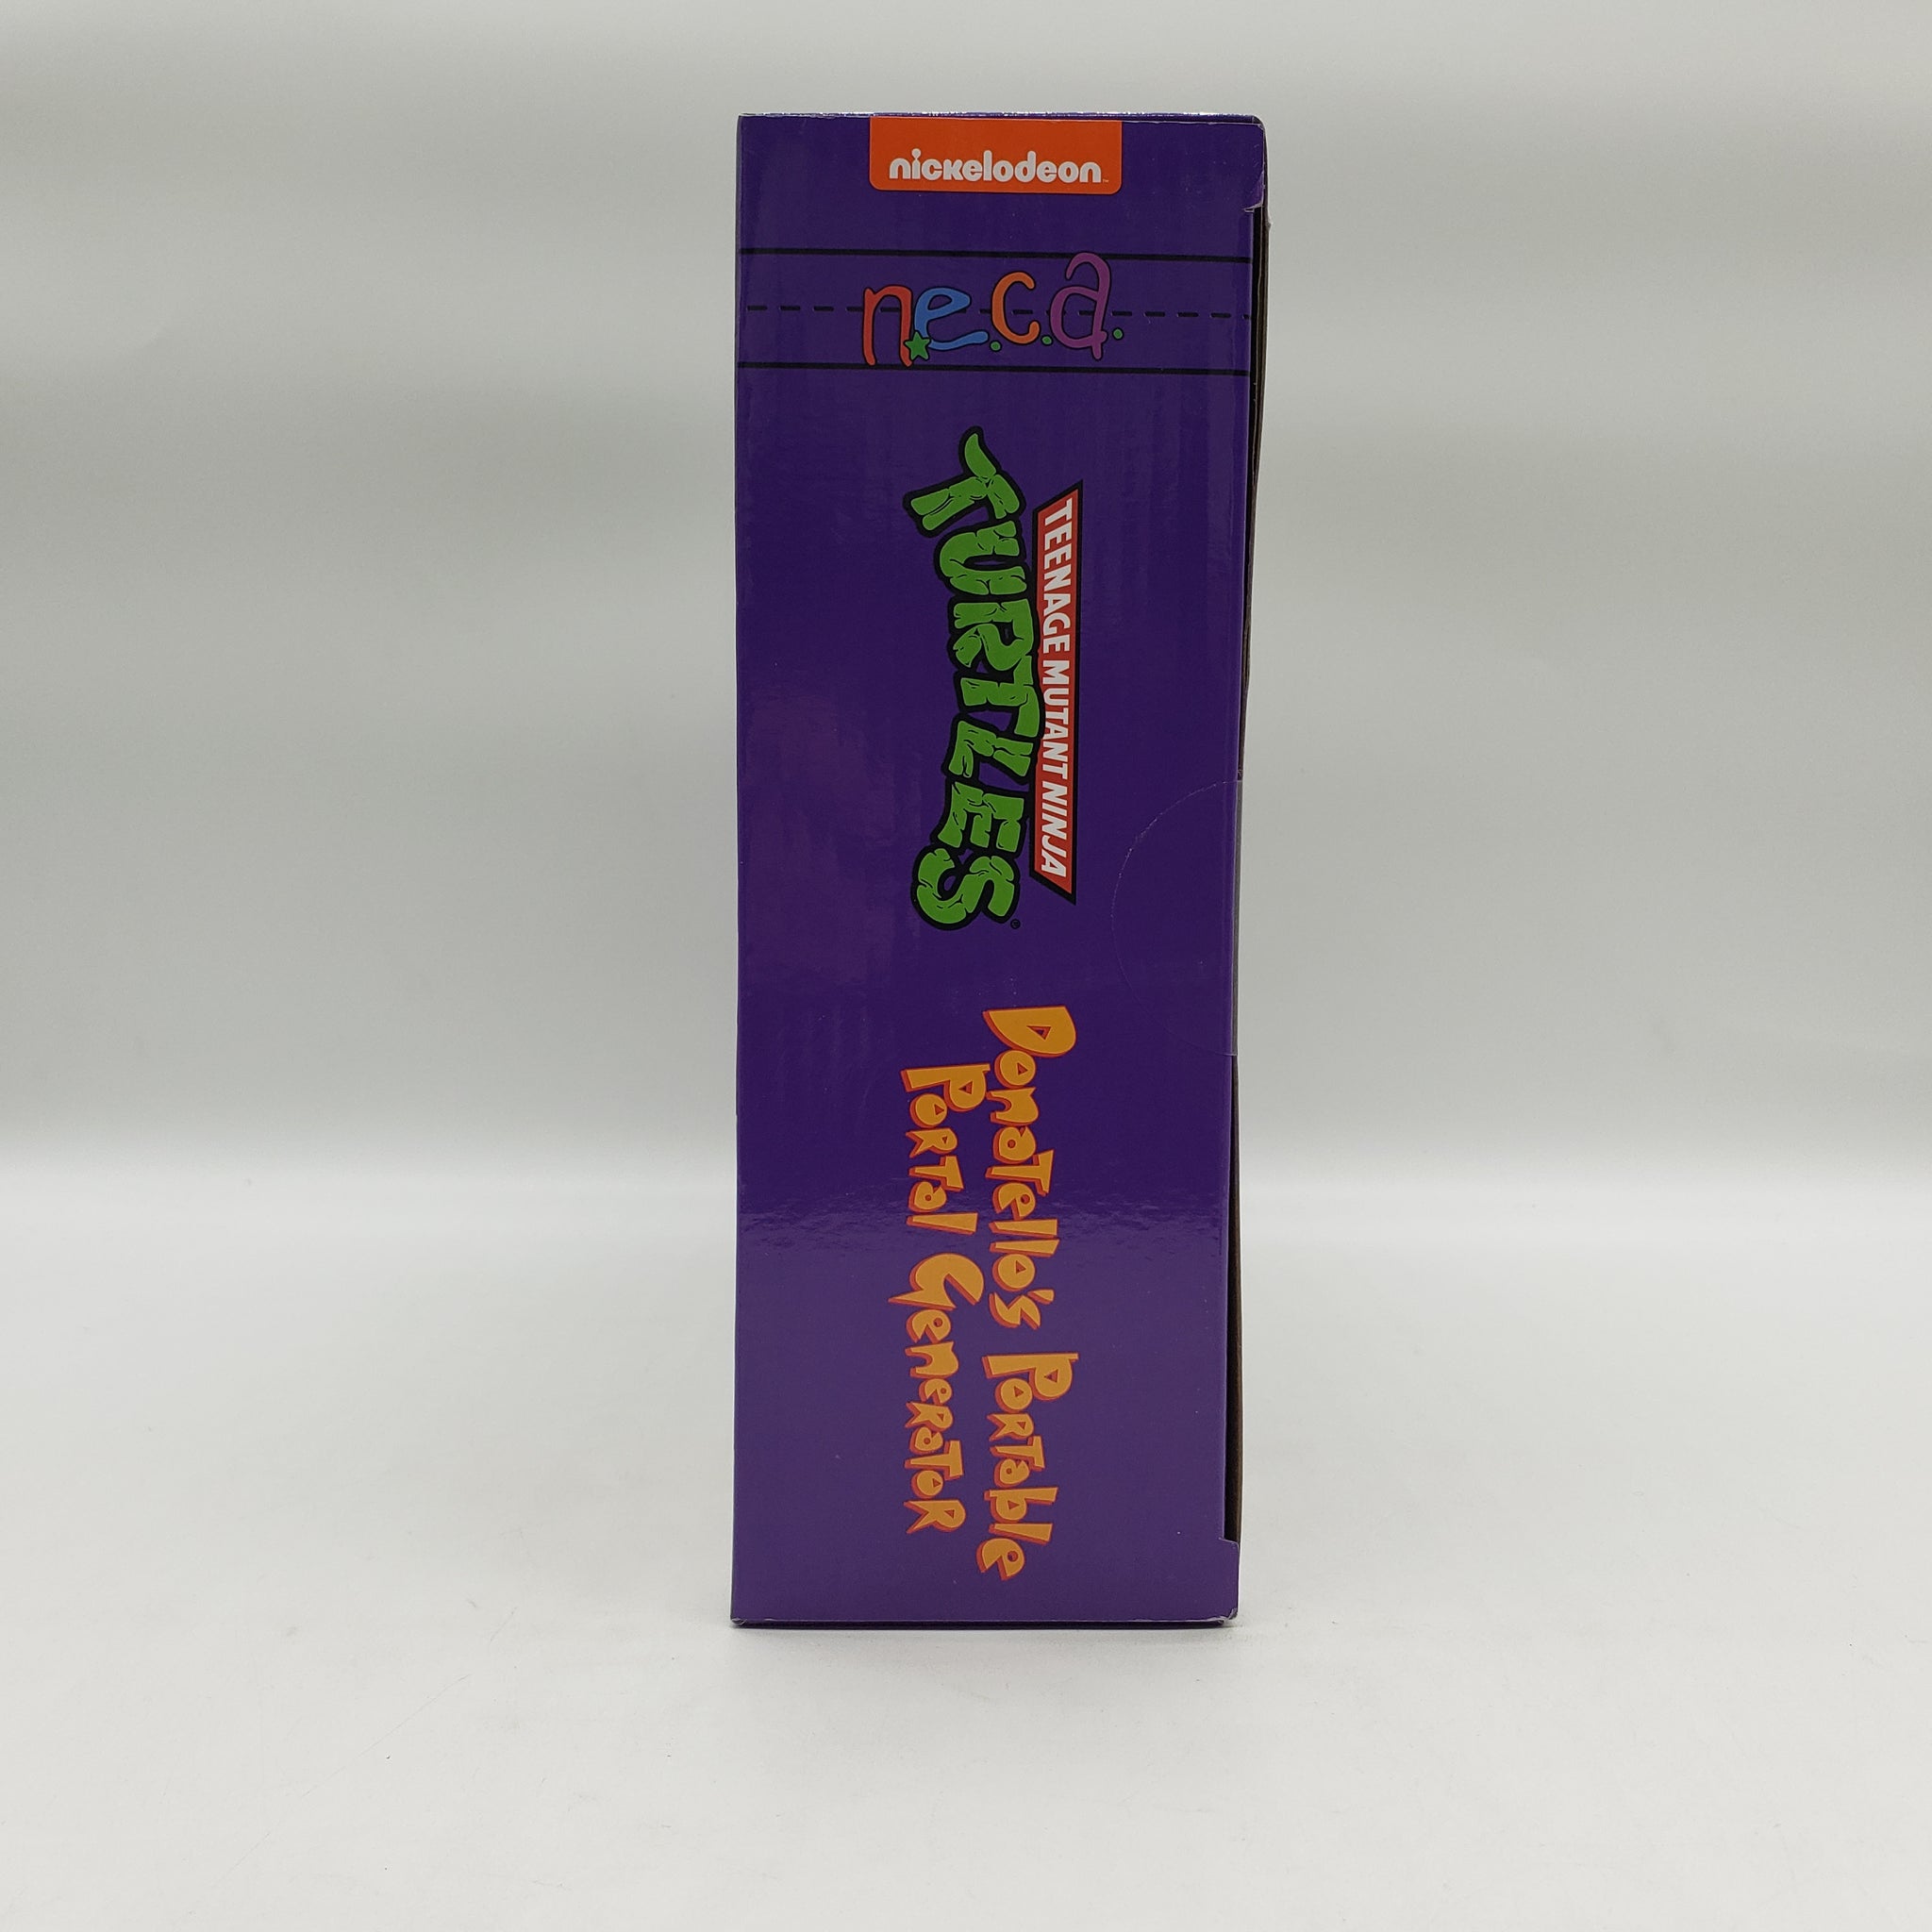 nickelodeon
n.e.c.a.
TEENAGE MUTANT NINJA
TURTLES®
Donatello's Portable
Portal Generator